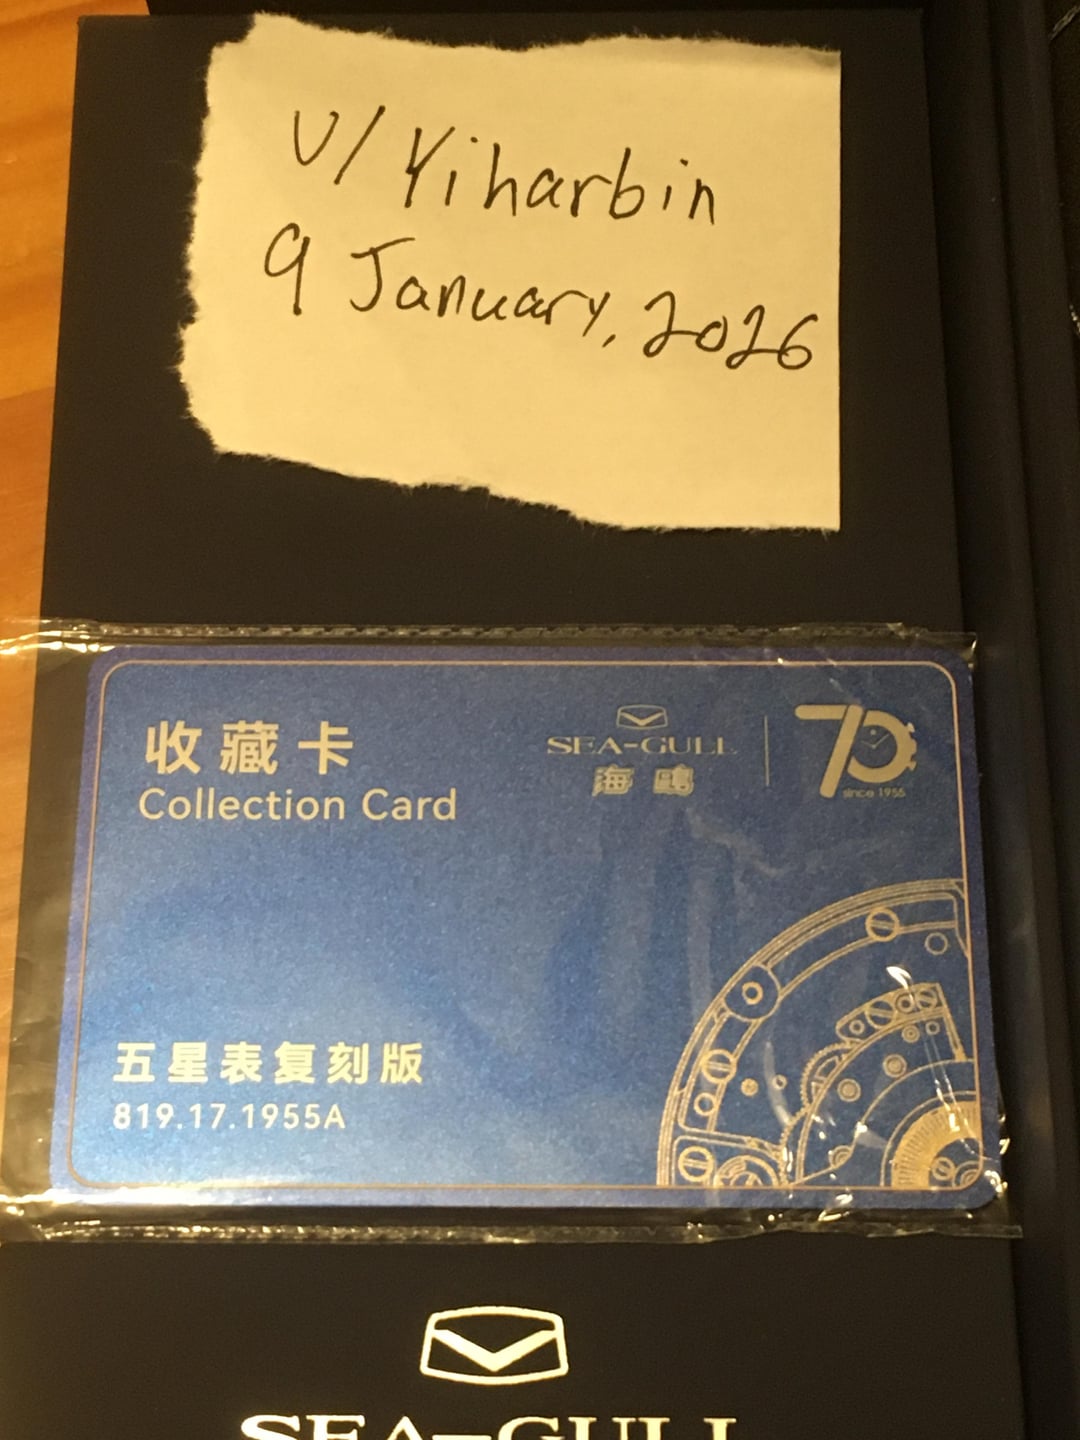 U/Yiharbin
9 January, 2026
收藏卡
Collection Card
SEA-GULL
海鷗
70
since 1955
五星表复刻版
819.17.1955A
SEA-GULL